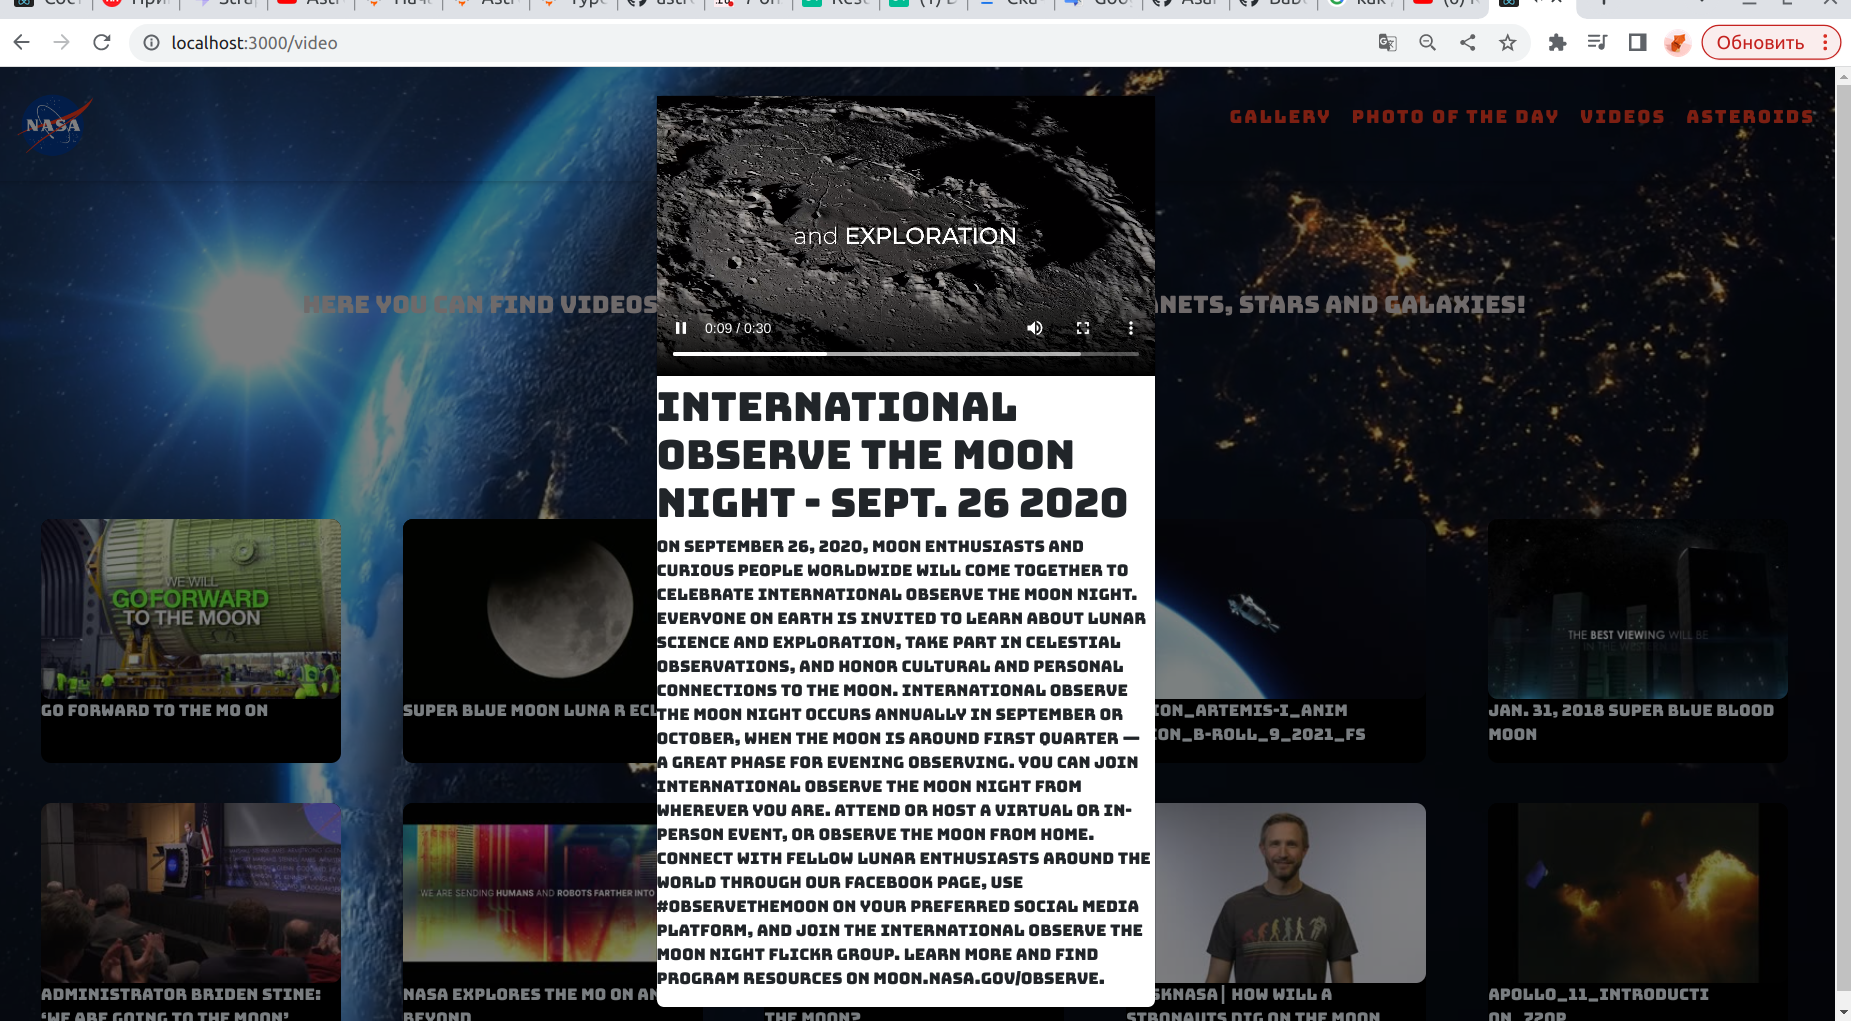 localhost:3000/video
Обновить
NASA
GALLERY PHOTO OF THE DAY VIDEOS ASTEROIDS
and EXPLORATION
HERE YOU CAN FIND VIDEOS
STARS AND GALAXIES!
0:09 / 0:30
INTERNATIONAL
OBSERVE THE MOON
NIGHT - SEPT. 26 2020
ON SEPTEMBER 26, 2020, MOON ENTHUSIASTS AND
CURIOUS PEOPLE WORLDWIDE WILL COME TOGETHER TO
CELEBRATE INTERNATIONAL OBSERVE THE MOON NIGHT.
EVERYONE ON EARTH IS INVITED TO LEARN ABOUT LUNAR
SCIENCE AND EXPLORATION, TAKE PART IN CELESTIAL
OBSERVATIONS, AND HONOR CULTURAL AND PERSONAL
CONNECTIONS TO THE MOON. INTERNATIONAL OBSERVE
THE MOON NIGHT OCCURS ANNUALLY IN SEPTEMBER OR
OCTOBER, WHEN THE MOON IS AROUND FIRST QUARTER —
A GREAT PHASE FOR EVENING OBSERVING. YOU CAN JOIN
INTERNATIONAL OBSERVE THE MOON NIGHT FROM
WHEREVER YOU ARE. ATTEND OR HOST A VIRTUAL OR IN-
PERSON EVENT, OR OBSERVE THE MOON FROM HOME.
CONNECT WITH FELLOW LUNAR ENTHUSIASTS AROUND THE
WORLD THROUGH OUR FACEBOOK PAGE, USE
#OBSERVETHEMOON ON YOUR PREFERRED SOCIAL MEDIA
PLATFORM, AND JOIN THE INTERNATIONAL OBSERVE THE
MOON NIGHT FLICKR GROUP. LEARN MORE AND FIND
PROGRAM RESOURCES ON MOON.NASA.GOV/OBSERVE.
WE WILL
GO FORWARD
TO THE MOON
GO FORWARD TO THE MO ON
SUPER BLUE MOON LUNA R ECL
ION_ARTEMIS-I_ANIM
ION_B-ROLL_9_2021_FS
THE BEST VIEWING WILL BE
IN THE WESTERN U.S.
JAN. 31, 2018 SUPER BLUE BLOOD
MOON
ADMINISTRATOR BRIDEN STINE:
'WE ARE GOING TO THE MOON'
WE ARE SENDING HUMANS AND ROBOTS FARTHER INTO
NASA EXPLORES THE MO ON AN
BEYOND
THE MOON?
SKNASA| HOW WILL A
STRONAUTS DIG ON THE MOON
APOLLO_11_INTRODUCTI
ON_720P